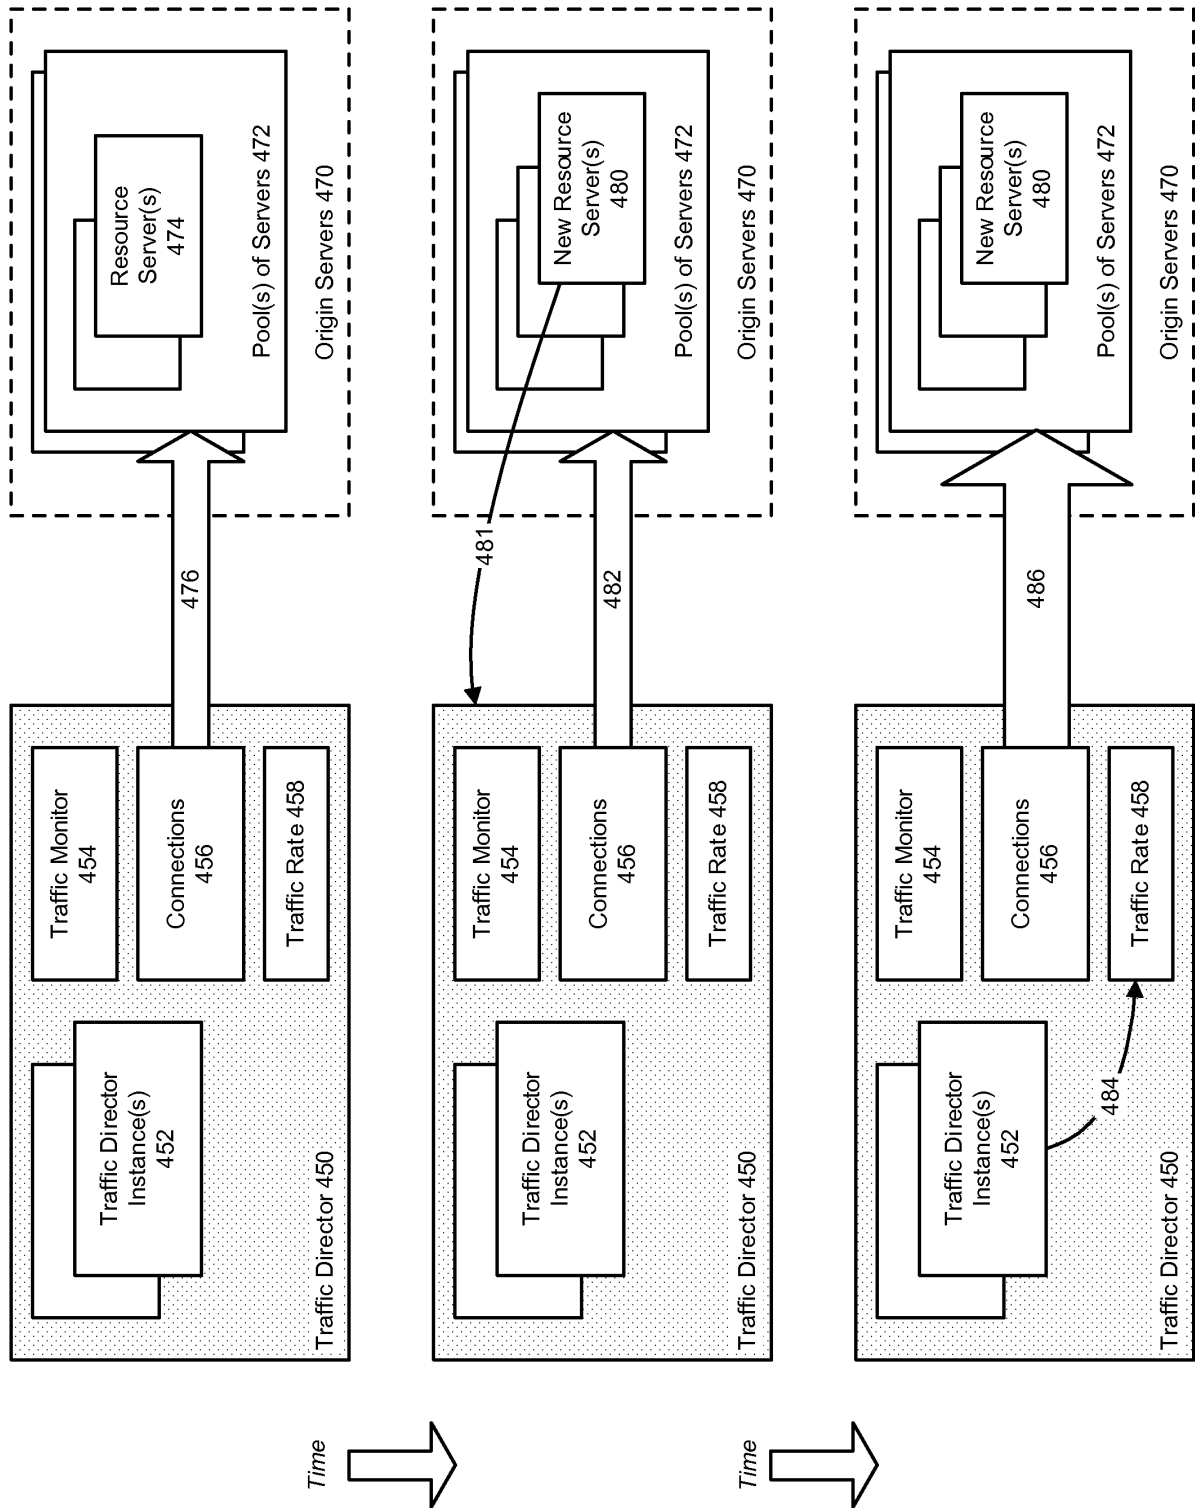 Traffic Director
Instance(s)
452
Traffic Monitor
454
Connections
456
Traffic Rate 458
Traffic Director 450
476
Resource
Server(s)
474
Pool(s) of Servers 472
Origin Servers 470
Time
Traffic Director
Instance(s)
452
Traffic Monitor
454
Connections
456
Traffic Rate 458
Traffic Director 450
481
482
New Resource
Server(s)
480
Pool(s) of Servers 472
Origin Servers 470
Time
Traffic Director
Instance(s)
452
484
Traffic Monitor
454
Connections
456
Traffic Rate 458
Traffic Director 450
486
New Resource
Server(s)
480
Pool(s) of Servers 472
Origin Servers 470